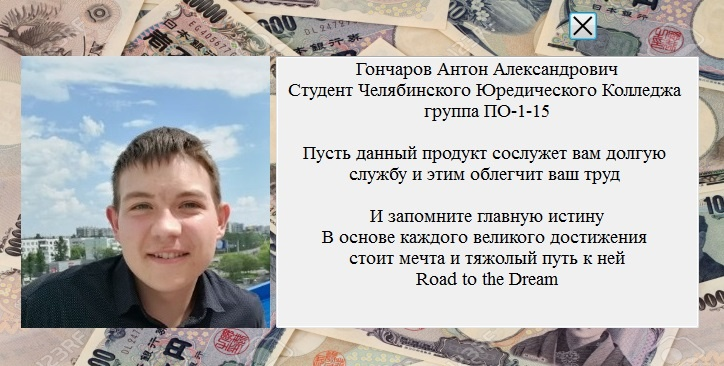 Гончаров Антон Александрович
Студент Челябинского Юредического Колледжа
группа ПО-1-15
Пусть данный продукт сослужет вам долгую
службу и этим облегчит ваш труд
И запомните главную истину
В основе каждого великого достижения
стоит мечта и тяжолый путь к ней
Road to the Dream